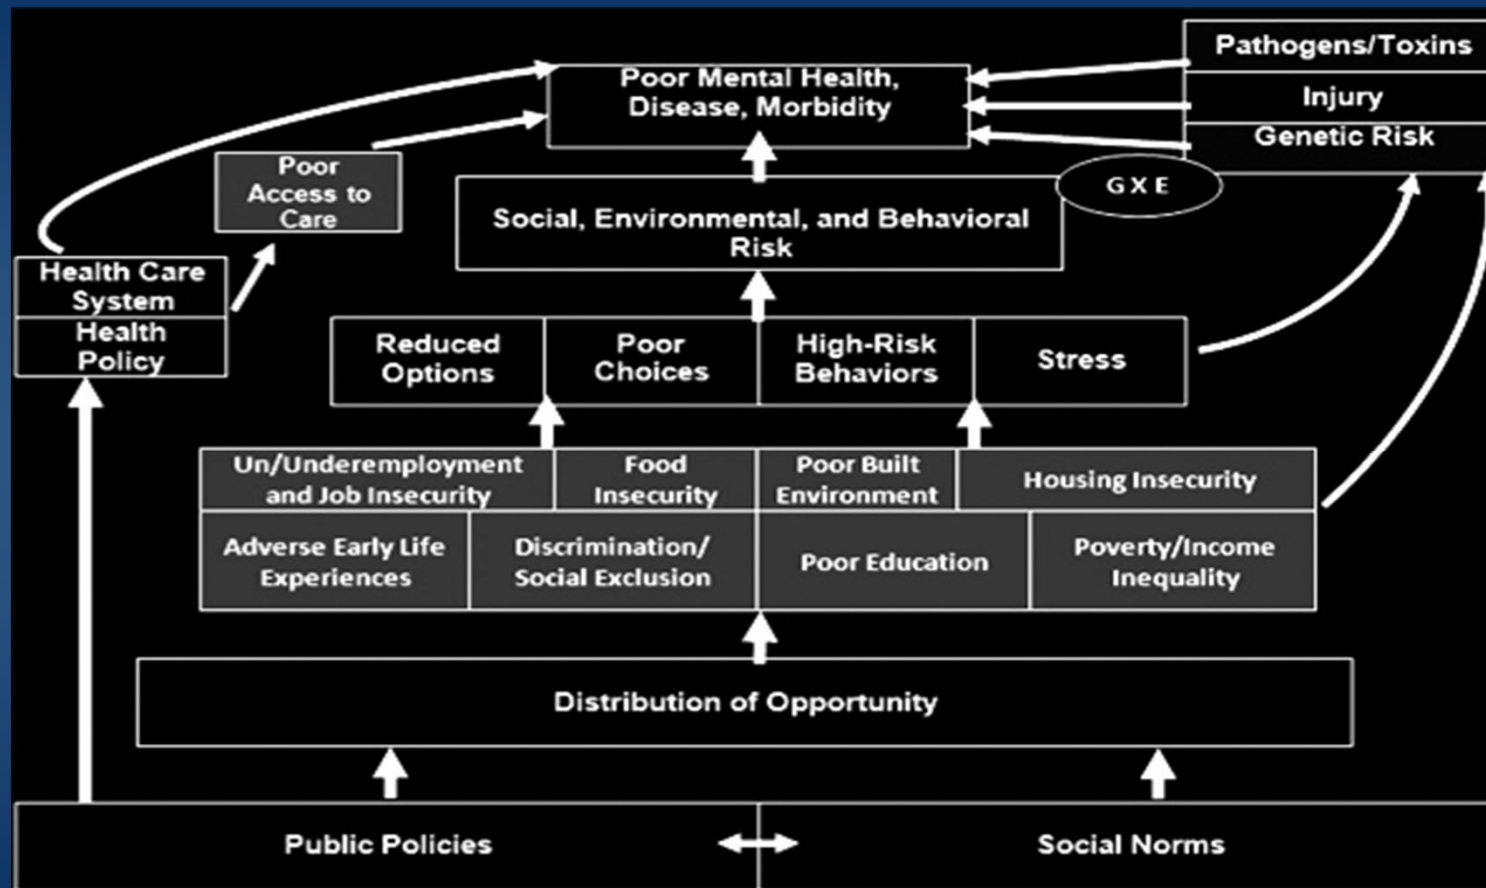 Pathogens/Toxins
Injury
Genetic Risk
Poor Mental Health,
Disease, Morbidity
G X E
Poor
Access to
Care
Social, Environmental, and Behavioral
Risk
Health Care
System
Health
Policy
Reduced
Options
Poor
Choices
High-Risk
Behaviors
Stress
Un/Underemployment
and Job Insecurity
Food
Insecurity
Poor Built
Environment
Housing Insecurity
Adverse Early Life
Experiences
Discrimination/
Social Exclusion
Poor Education
Poverty/Income
Inequality
Distribution of Opportunity
Public Policies
Social Norms